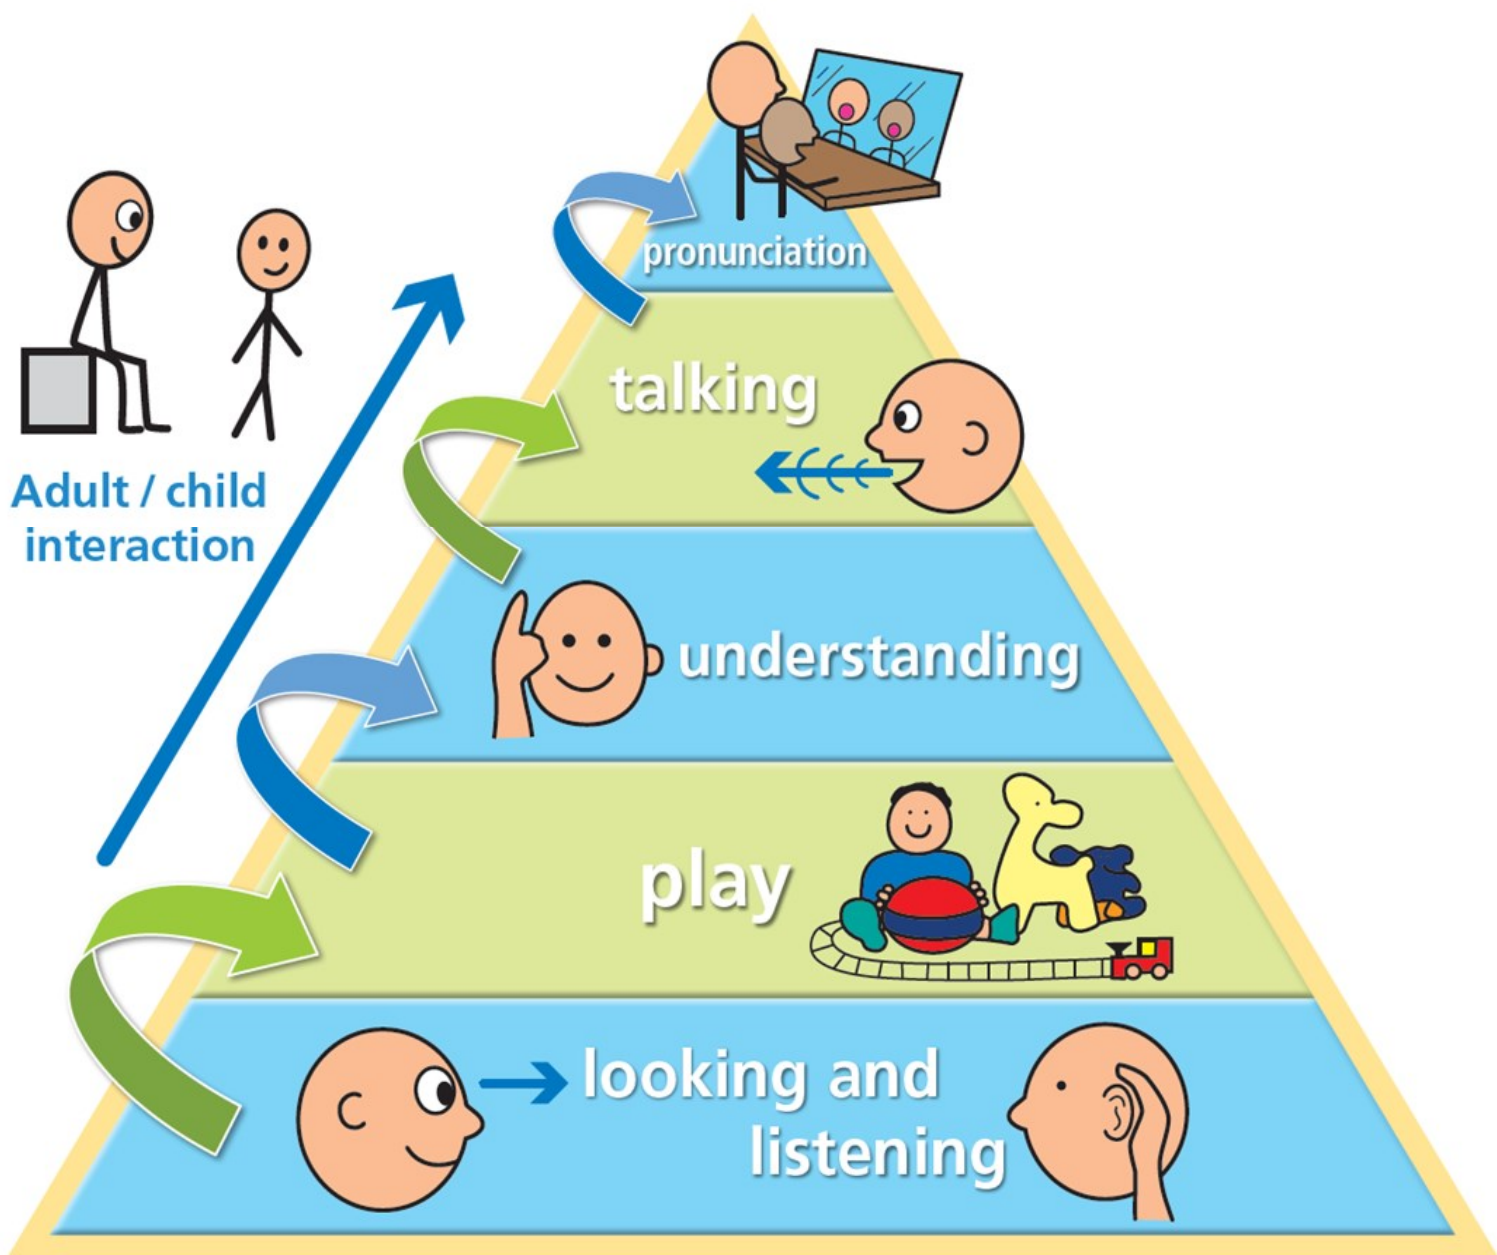 pronunciation
talking
Adult / child
interaction
understanding
play
looking and
listening